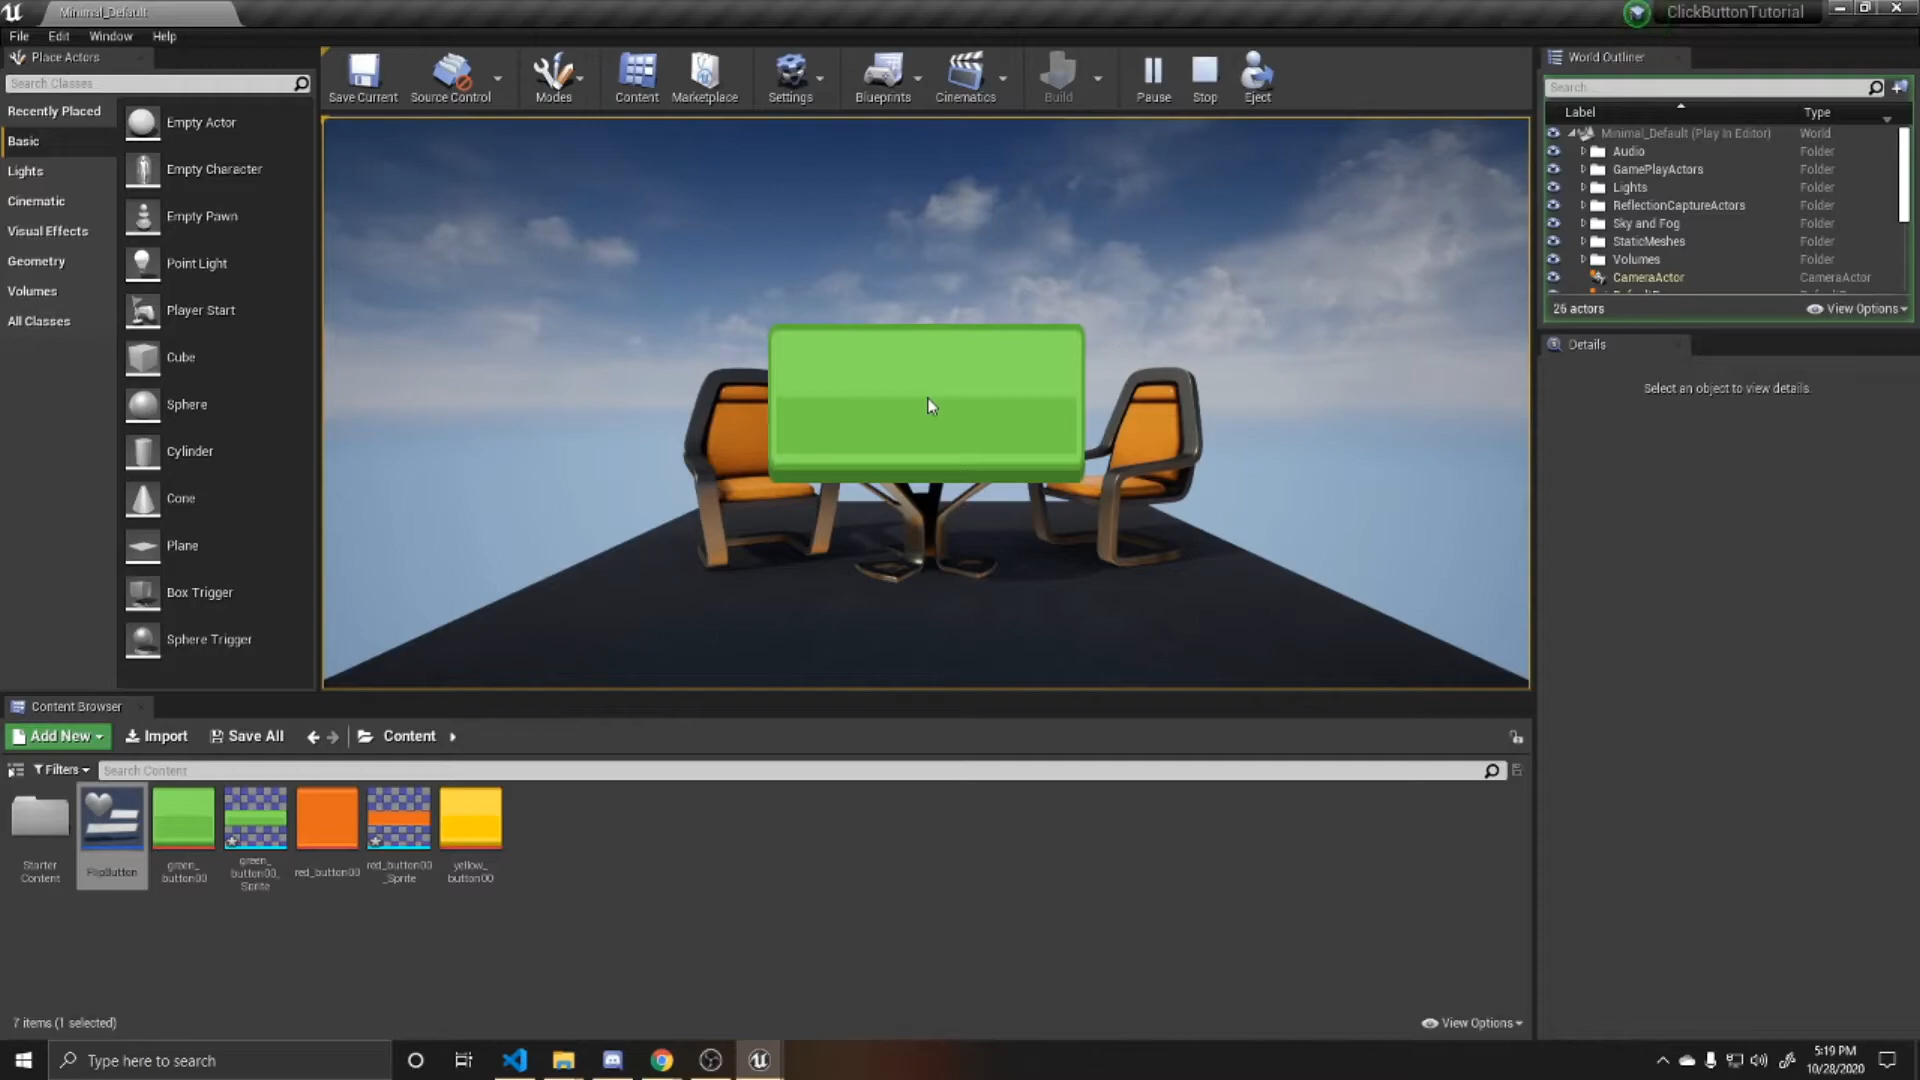 Minimal_Default
ClickButtonTutorial
File Edit Window Help
Place Actors
Search Classes
Recently Placed
Basic
Lights
Cinematic
Visual Effects
Geometry
Volumes
All Classes
Empty Actor
Empty Character
Empty Pawn
Point Light
Player Start
Cube
Sphere
Cylinder
Cone
Plane
Box Trigger
Sphere Trigger
Save Current
Source Control
Modes
Content
Marketplace
Settings
Blueprints
Cinematics
Build
Pause
Stop
Eject
World Outliner
Search...
Label Type
Minimal_Default (Play In Editor) World
Audio Folder
GamePlayActors Folder
Lights Folder
ReflectionCaptureActors Folder
Sky and Fog Folder
StaticMeshes Folder
Volumes Folder
CameraActor CameraActor
26 actors
View Options
Details
Select an object to view details.
Content Browser
Add New
Import
Save All
Content
Filters
Search Content
Starter
Content
FlipButton
green_
button00
green_
button00_
Sprite
red_button00
red_button00
_Sprite
yellow_
button00
7 items (1 selected)
View Options
Type here to search
5:19 PM
10/28/2020